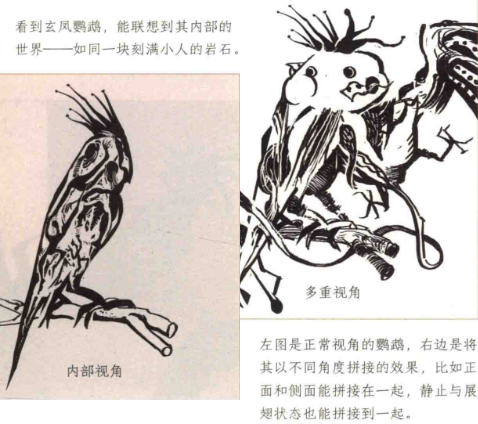 看到玄凤鹦鹉，能联想到其内部的
世界——如同一块刻满小人的岩石。
多重视角
内部视角
左图是正常视角的鹦鹉，右边是将
其以不同角度拼接的效果，比如正
面和侧面能拼接在一起，静止与展
翅状态也能拼接到一起。